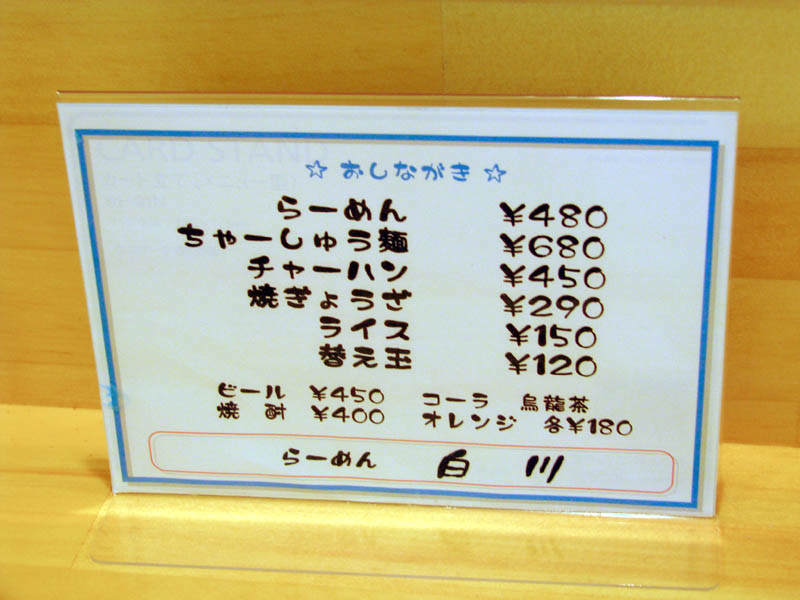 ☆ おしながき ☆
らーめん ¥480
ちゃーしゅう麺 ¥680
チャーハン ¥450
焼ぎょうざ ¥290
ライス ¥150
替え玉 ¥120
ビール ¥450 コーラ 烏龍茶
焼酎 ¥400 オレンジ 各¥180
らーめん 白川
CARD STAND